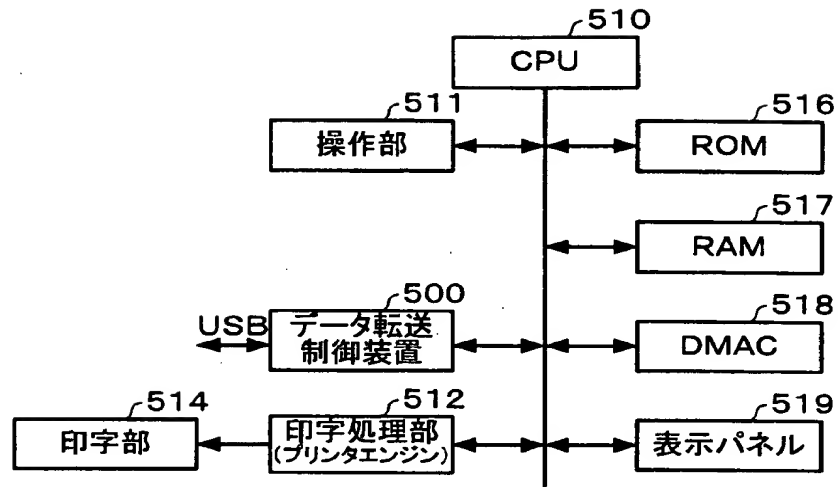 510
CPU
511
操作部
516
ROM
517
RAM
500
USB
データ転送
制御装置
518
DMAC
514
印字部
512
印字処理部
(プリンタエンジン)
519
表示パネル